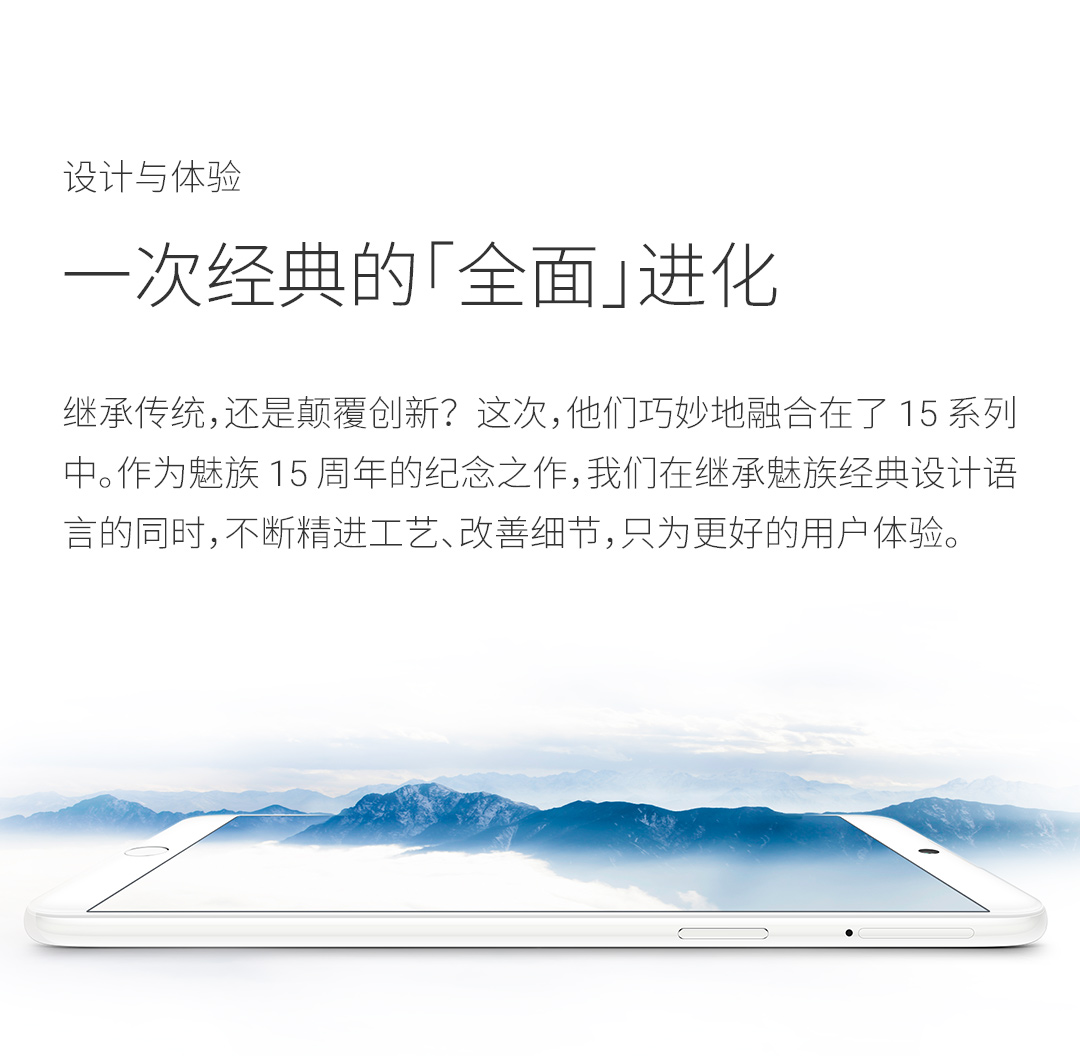 设计与体验
一次经典的「全面」进化
继承传统，还是颠覆创新？这次，他们巧妙地融合在了 15 系列
中。作为魅族 15 周年的纪念之作，我们在继承魅族经典设计语
言的同时，不断精进工艺、改善细节，只为更好的用户体验。